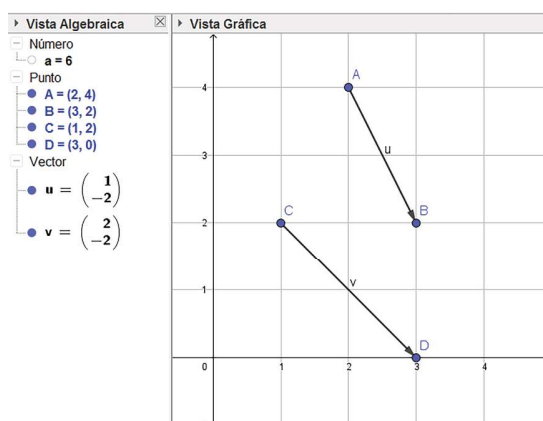 Vista Algebraica
Número
a = 6
Punto
A = (2, 4)
B = (3, 2)
C = (1, 2)
D = (3, 0)
Vector
u = ( 1
-2 )
v = ( 2
-2 )
Vista Gráfica
A
4
u
3
C
B
2
v
1
D
0
1
2
3
4